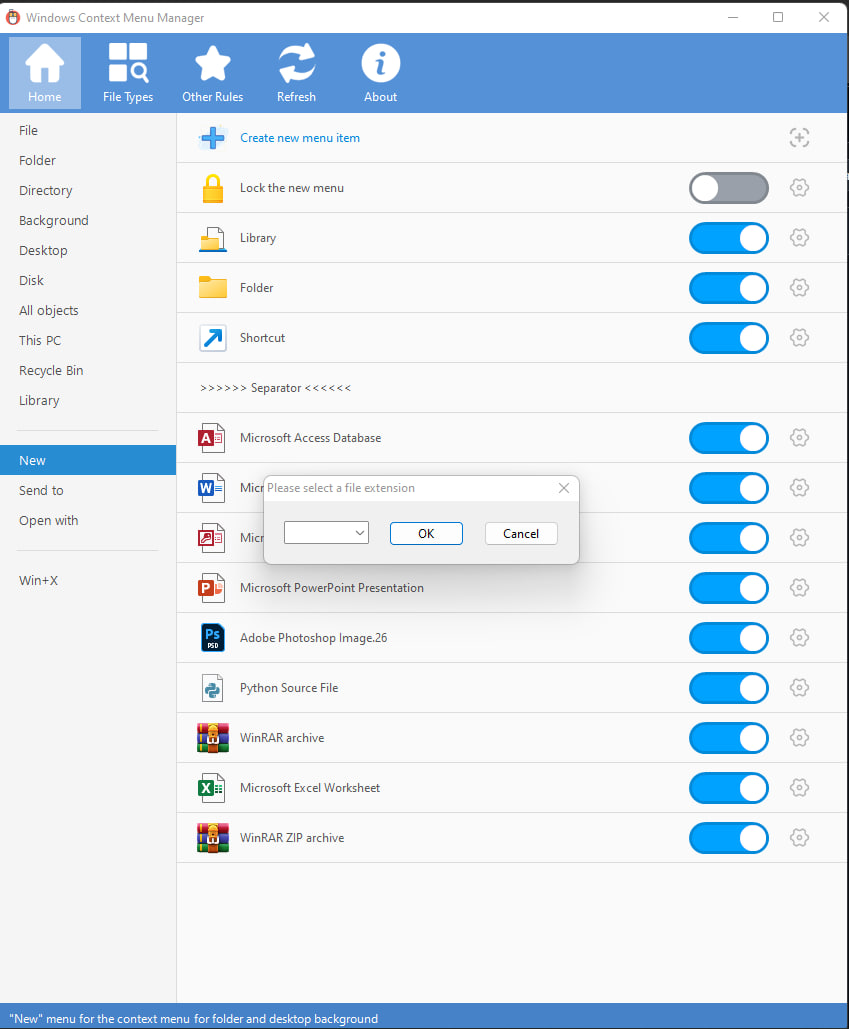 Windows Context Menu Manager
Home
File Types
Other Rules
Refresh
About
File
Folder
Directory
Background
Desktop
Disk
All objects
This PC
Recycle Bin
Library
New
Send to
Open with
Win+X
Create new menu item
Lock the new menu
Library
Folder
Shortcut
>>>>>> Separator <<<<<<
Microsoft Access Database
Micr
Micr
Please select a file extension
OK
Cancel
Microsoft PowerPoint Presentation
Ps
PSD
Adobe Photoshop Image.26
Python Source File
WinRAR archive
Microsoft Excel Worksheet
WinRAR ZIP archive
"New" menu for the context menu for folder and desktop background